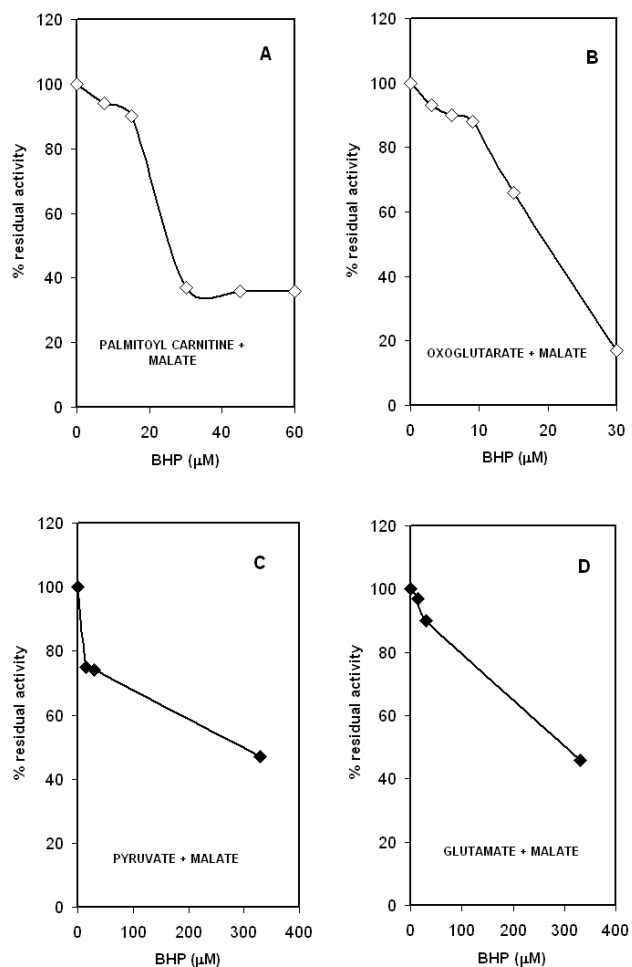 A
120
100
80
60
40
20
0
% residual activity
PALMITOYL CARNITINE +
MALATE
0 20 40 60
BHP (µM)
B
120
100
80
60
40
20
0
% residual activity
OXOGLUTARATE + MALATE
0 10 20 30
BHP (µM)
C
120
100
80
60
40
20
0
% residual activity
PYRUVATE + MALATE
0 100 200 300 400
BHP (µM)
D
120
100
80
60
40
20
0
% residual activity
GLUTAMATE + MALATE
0 100 200 300 400
BHP (µM)